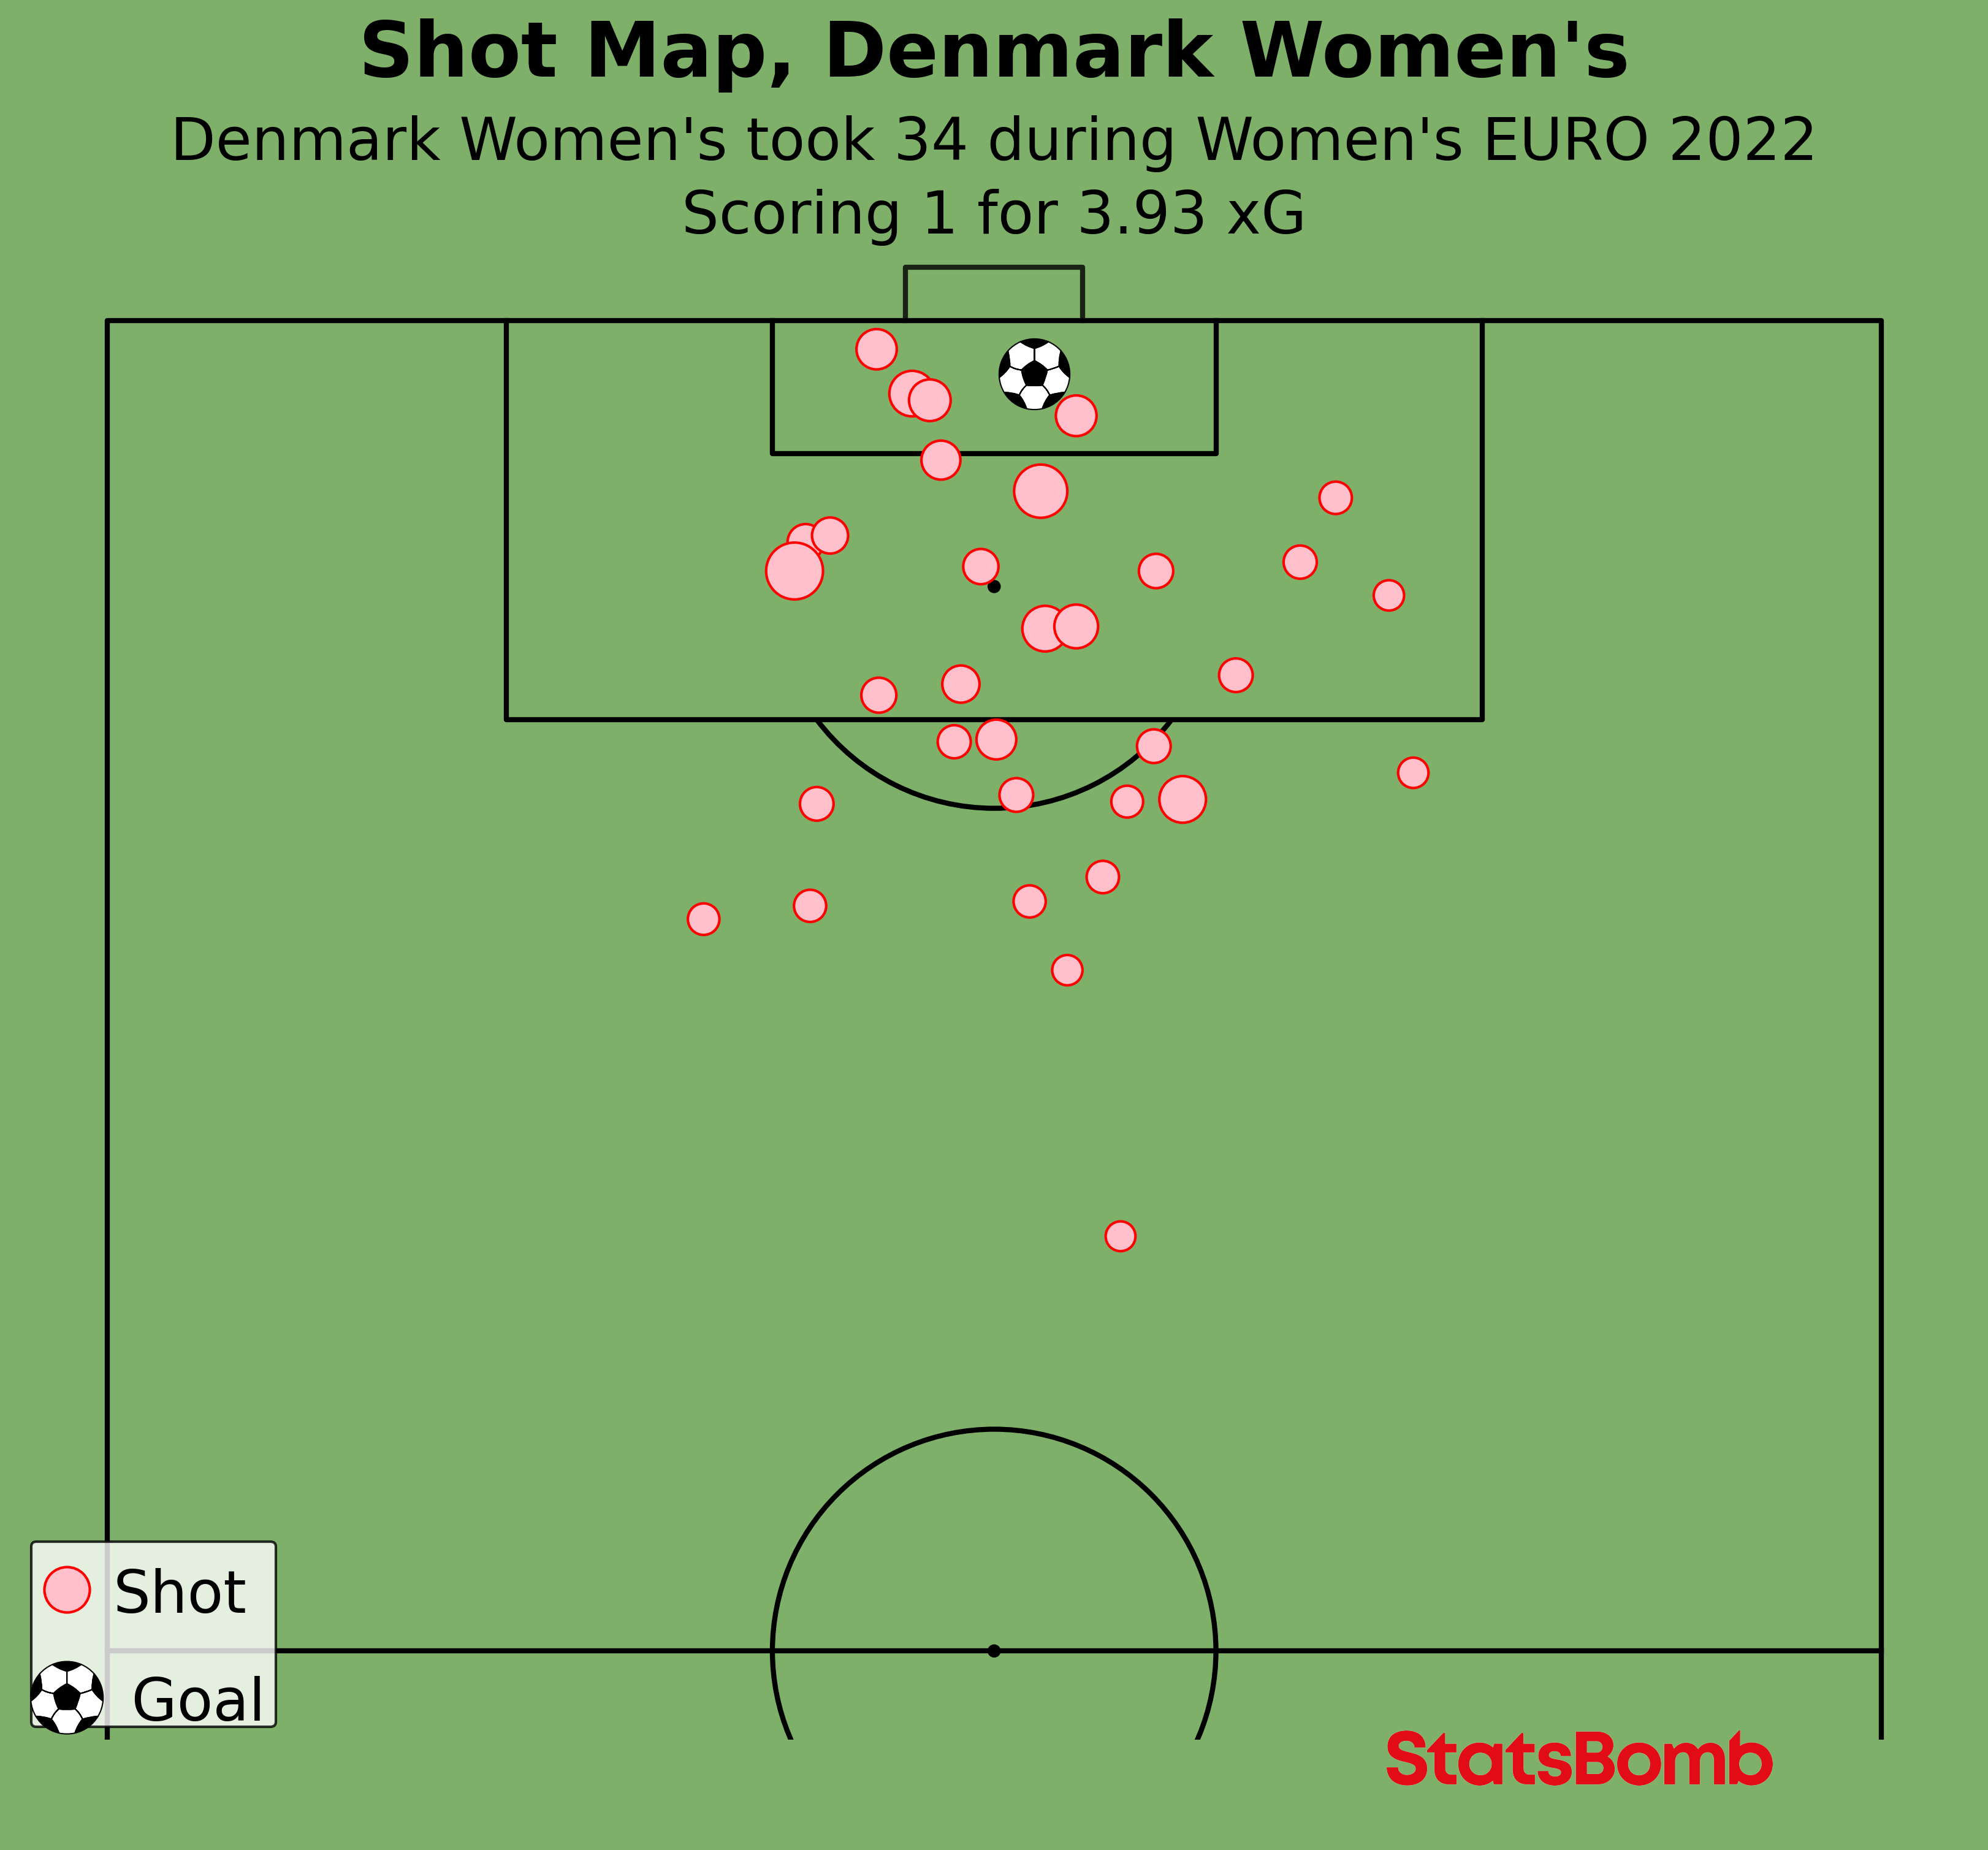 Shot Map, Denmark Women's
Denmark Women's took 34 during Women's EURO 2022
Scoring 1 for 3.93 xG
Shot
Goal
StatsBomb